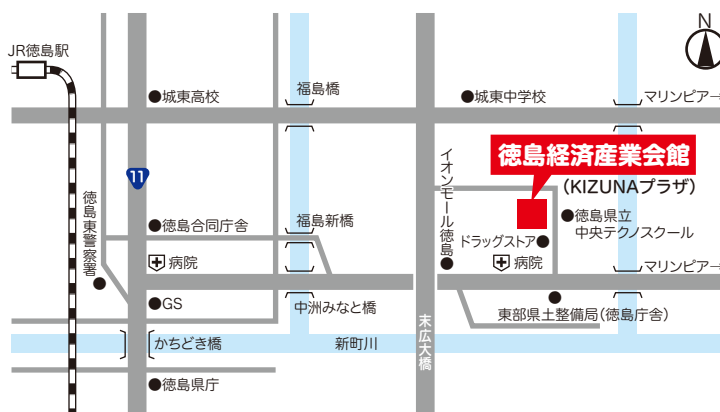 N
JR徳島駅
城東高校
福島橋
城東中学校
マリンピア→
徳島経済産業会館
(KIZUNAプラザ)
11
イオンモール徳島
徳島東警察署
徳島合同庁舎
福島新橋
徳島県立
中央テクノスクール
ドラッグストア
病院
病院
マリンピア→
GS
中洲みなと橋
東部県土整備局(徳島庁舎)
末広大橋
かちどき橋
新町川
徳島県庁